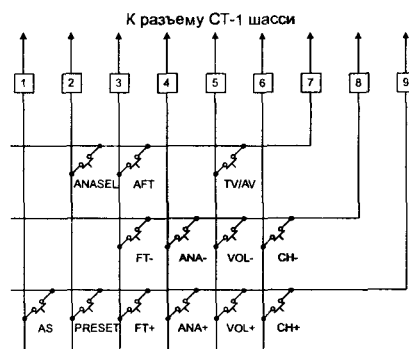 К разъему СТ-1 шасси
1 2 3 4 5 6 7 8 9
ANASEL AFT TV/AV
FT- ANA- VOL- CH-
AS PRESET FT+ ANA+ VOL+ CH+